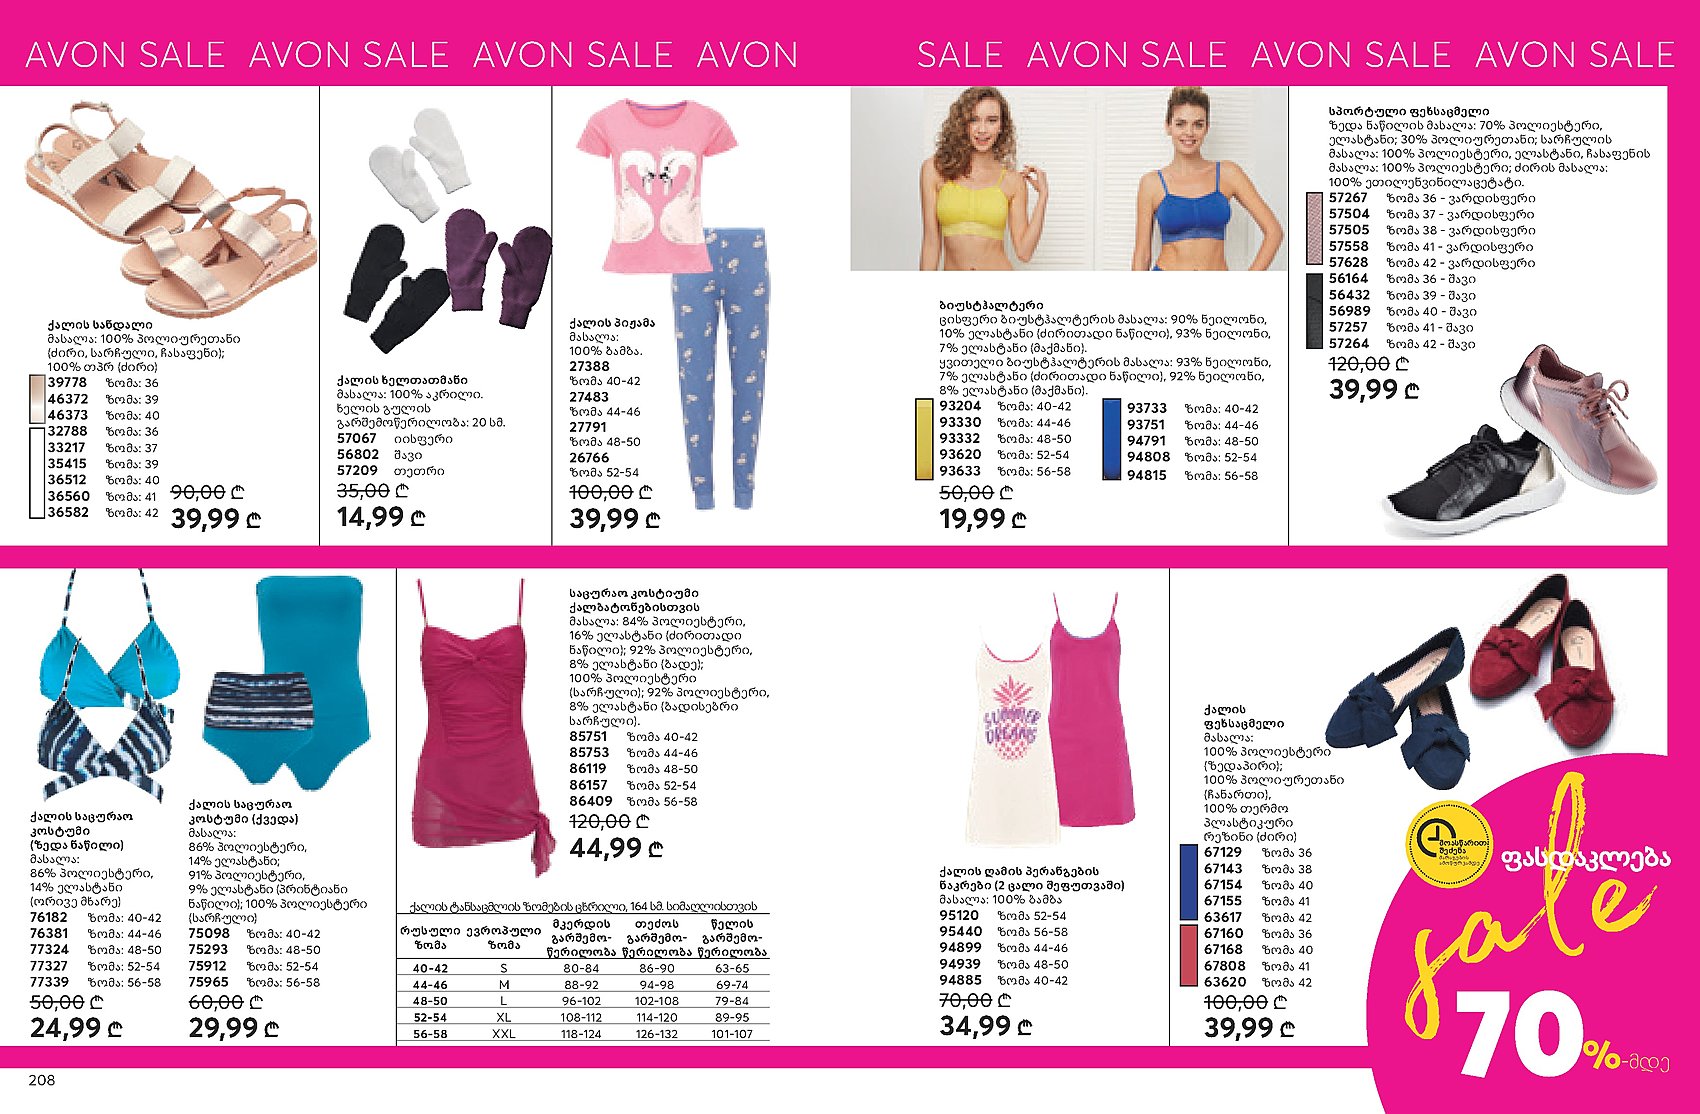 AVON SALE AVON SALE AVON SALE AVON
SALE AVON SALE AVON SALE AVON SALE
ქალის სანდალი
მასალა: 100% პოლიურეთანი
(ძირი, სარჩული, ჩასაფენი);
100% თპრ (ძირი)
39778 ზომა: 36
46372 ზომა: 39
46373 ზომა: 40
32788 ზომა: 36
33217 ზომა: 37
35415 ზომა: 39
36512 ზომა: 40
36560 ზომა: 41
36582 ზომა: 42
90,00 ₾
39,99 ₾
ქალის ხელთათმანი
მასალა: 100% აკრილი.
ხელის გულის
გარშემოწერილობა: 20 სმ.
57067 იისფერი
56802 შავი
57209 თეთრი
35,00 ₾
14,99 ₾
ქალის პიჟამა
მასალა:
100% ბამბა.
27388
ზომა 40-42
27483
ზომა 44-46
27791
ზომა 48-50
26766
ზომა 52-54
100,00 ₾
39,99 ₾
ბიუსტჰალტერი
ცისფერი ბიუსტჰალტერის მასალა: 90% ნეილონი,
10% ელასტანი (ძირითადი ნაწილი), 93% ნეილონი,
7% ელასტანი (მაქმანი).
ყვითელი ბიუსტჰალტერის მასალა: 93% ნეილონი,
7% ელასტანი (ძირითადი ნაწილი), 92% ნეილონი,
8% ელასტანი (მაქმანი).
93204 ზომა: 40-42
93330 ზომა: 44-46
93332 ზომა: 48-50
93620 ზომა: 52-54
93633 ზომა: 56-58
93733 ზომა: 40-42
93751 ზომა: 44-46
94791 ზომა: 48-50
94808 ზომა: 52-54
94815 ზომა: 56-58
50,00 ₾
19,99 ₾
სპორტული ფეხსაცმელი
ზედა ნაწილის მასალა: 70% პოლიესტერი,
ელასტანი; 30% პოლიურეთანი; სარჩულის
მასალა: 100% პოლიესტერი, ელასტანი, ჩასაფენის
მასალა: 100% პოლიესტერი; ძირის მასალა:
100% ეთილენვინილაცეტატი.
57267 ზომა 36 - ვარდისფერი
57504 ზომა 37 - ვარდისფერი
57505 ზომა 38 - ვარდისფერი
57558 ზომა 41 - ვარდისფერი
57628 ზომა 42 - ვარდისფერი
56164 ზომა 36 - შავი
56432 ზომა 39 - შავი
56989 ზომა 40 - შავი
57257 ზომა 41 - შავი
57264 ზომა 42 - შავი
120,00 ₾
39,99 ₾
ქალის საცურაო
კოსტუმი
(ზედა ნაწილი)
მასალა:
86% პოლიესტერი,
14% ელასტანი
(ორივე მხარე)
76182 ზომა: 40-42
76381 ზომა: 44-46
77324 ზომა: 48-50
77327 ზომა: 52-54
77339 ზომა: 56-58
50,00 ₾
24,99 ₾
ქალის საცურაო
კოსტუმი (ქვედა)
მასალა:
86% პოლიესტერი,
14% ელასტანი;
91% პოლიესტერი,
9% ელასტანი (პრინტიანი
ნაწილი); 100% პოლიესტერი
(სარჩული)
75098 ზომა: 40-42
75293 ზომა: 48-50
75912 ზომა: 52-54
75965 ზომა: 56-58
60,00 ₾
29,99 ₾
საცურაო კოსტიუმი
ქალბატონებისთვის
მასალა: 84% პოლიესტერი,
16% ელასტანი (ძირითადი
ნაწილი); 92% პოლიესტერი,
8% ელასტანი (ბადე);
100% პოლიესტერი
(სარჩული); 92% პოლიესტერი,
8% ელასტანი (ბადისებრი
სარჩული).
85751 ზომა 40-42
85753 ზომა 44-46
86119 ზომა 48-50
86157 ზომა 52-54
86409 ზომა 56-58
120,00 ₾
44,99 ₾
ქალის ტანსაცმლის ზომების ცხრილი, 164 სმ. სიმაღლისთვის
რუსული ზომა ევროპული ზომა მკერდის გარშემო-წერილობა თეძოს გარშემო-წერილობა წელის გარშემო-წერილობა
40-42 S 80-84 86-90 63-65
44-46 M 88-92 94-98 69-74
48-50 L 96-102 102-108 79-84
52-54 XL 108-112 114-120 89-95
56-58 XXL 118-124 126-132 101-107
SUMMER
DREAMS
ქალის ღამის პერანგების
ნაკრები (2 ცალი შეფუთვაში)
მასალა: 100% ბამბა
95120 ზომა 52-54
95440 ზომა 56-58
94899 ზომა 44-46
94939 ზომა 48-50
94885 ზომა 40-42
70,00 ₾
34,99 ₾
ქალის
ფეხსაცმელი
მასალა:
100% პოლიესტერი
(ზედაპირი);
100% პოლიურეთანი
(ჩანართი),
100% თერმო
პლასტიკური
რეზინი (ძირი)
67129 ზომა 36
67143 ზომა 38
67154 ზომა 40
67155 ზომა 41
63617 ზომა 42
67160 ზომა 36
67168 ზომა 40
67808 ზომა 41
63620 ზომა 42
100,00 ₾
39,99 ₾
მოასწარით
შეძენა
მარაგების
ამოწურვამდე
ფასდაკლება
sale
70%-მდე
208